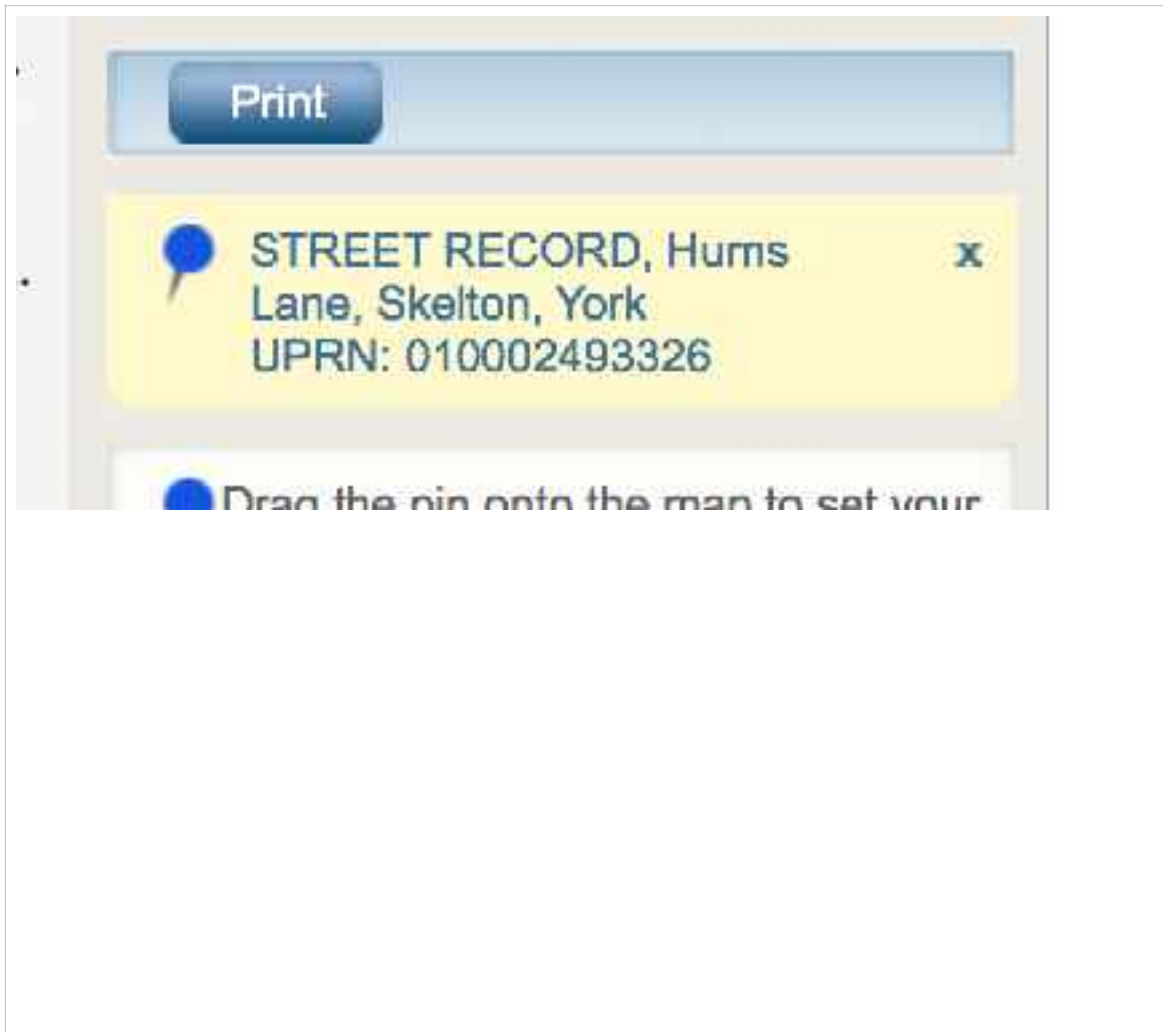 Print
STREET RECORD, Hurns
Lane, Skelton, York
UPRN: 010002493326
x
Drag the pin onto the map to set your